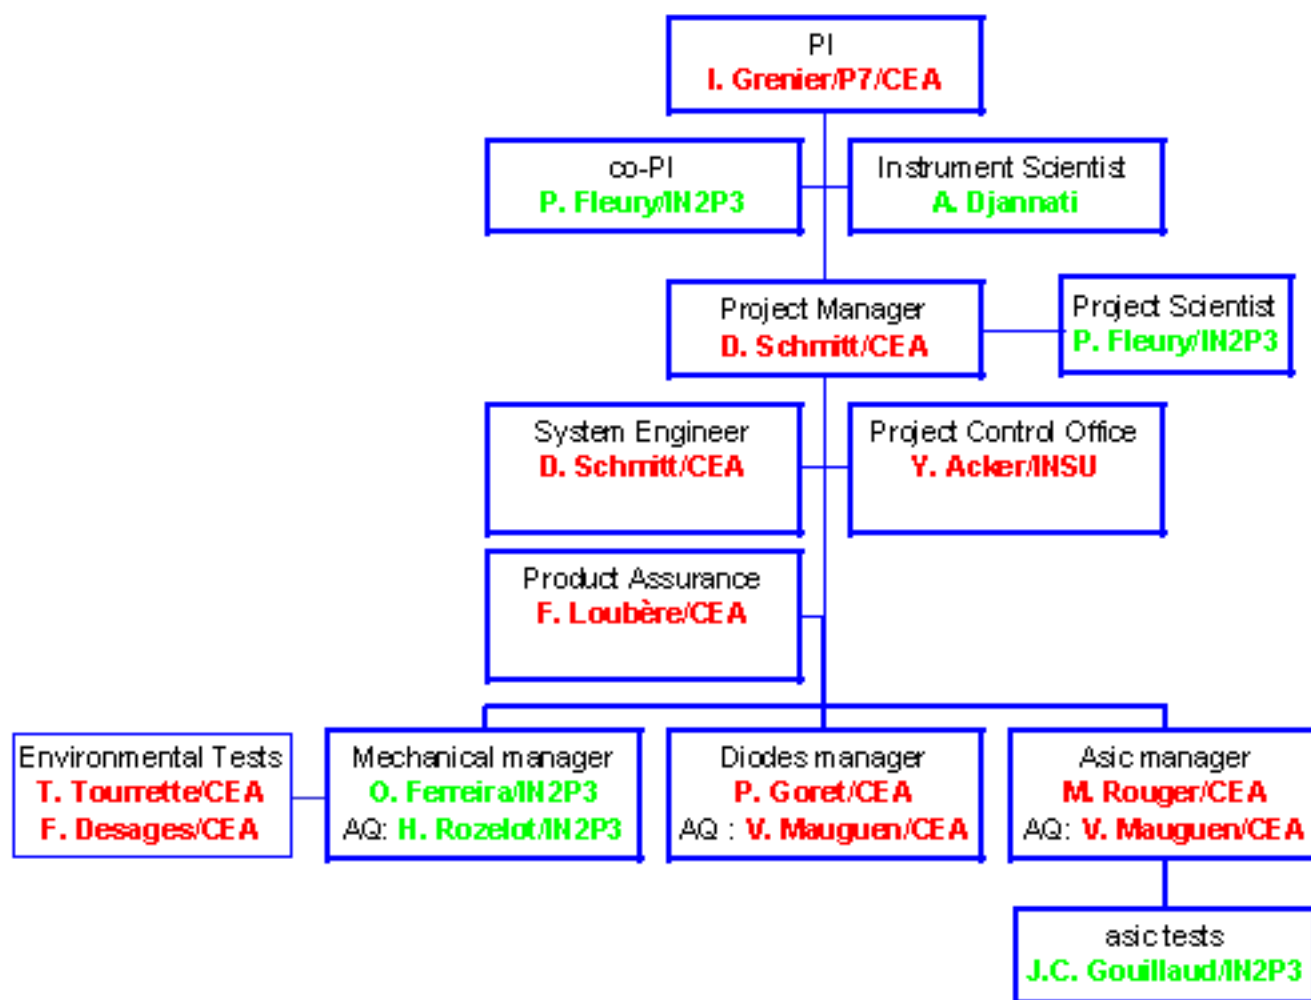 PI
I. Grenier/P7/CEA
co-PI
P. Fleury/IN2P3
Instrument Scientist
A. Djannati
Project Manager
D. Schmitt/CEA
Project Scientist
P. Fleury/IN2P3
System Engineer
D. Schmitt/CEA
Project Control Office
Y. Acker/INSU
Product Assurance
F. Loubère/CEA
Environmental Tests
T. Tourrette/CEA
F. Desages/CEA
Mechanical manager
O. Ferreira/IN2P3
AQ: H. Rozelot/IN2P3
Diodes manager
P. Goret/CEA
AQ : V. Mauguen/CEA
Asic manager
M. Rouger/CEA
AQ: V. Mauguen/CEA
asic tests
J.C. Gouillaud/IN2P3